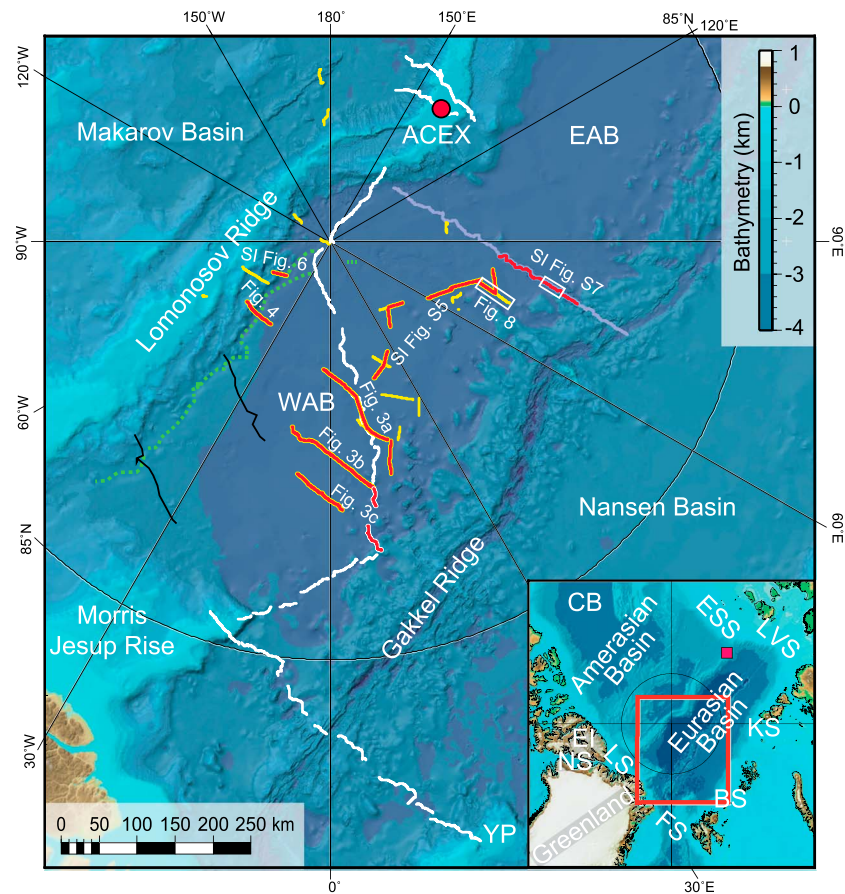 150°W
180°
150°E
85°N
120°E
120°W
Makarov Basin
ACEX
EAB
Bathymetry (km)
1
0
-1
-2
-3
-4
90°W
90°E
Lomonosov Ridge
SI Fig. 6
Fig. 4
SI Fig. S7
Fig. 8
SI Fig. S5
WAB
Fig. 3a
Fig. 3b
Fig. 3c
60°W
60°E
Nansen Basin
85°N
Gakkel Ridge
Morris
Jesup Rise
30°W
0 50 100 150 200 250 km
YP
CB
Amerasian
Basin
ESS
LVS
Eurasian
Basin
KS
EI
NS
LS
BS
FS
Greenland
0°
30°E